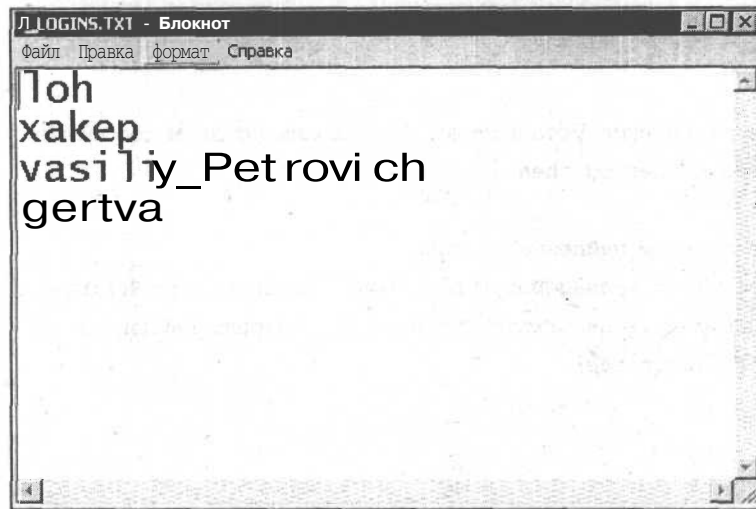 Л_LOGINS.TXT - Блокнот
Файл Правка формат Справка
loh
xakep
vasiliy_Petrovich
gertva